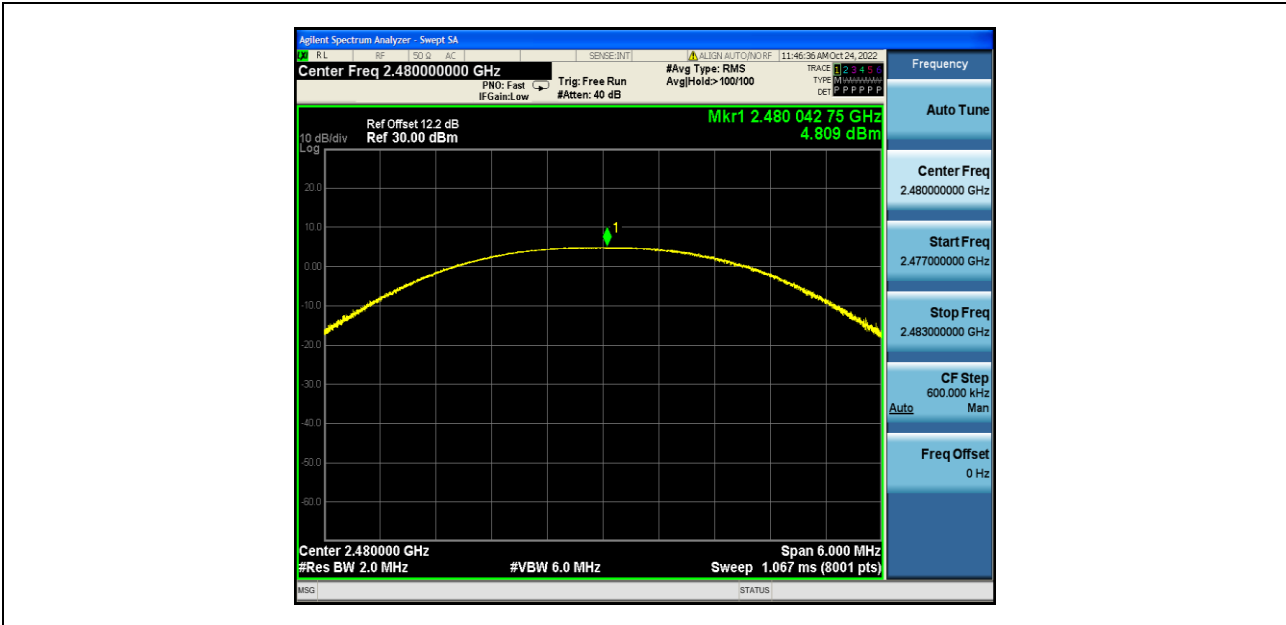 Agilent Spectrum Analyzer - Swept SA
RL RF 50 Ω AC SENSE:INT ALIGN AUTO/NO RF 11:46:36 AM Oct 24, 2022
Center Freq 2.480000000 GHz
PNO: Fast
IFGain:Low
Trig: Free Run
#Atten: 40 dB
#Avg Type: RMS
Avg|Hold:>100/100
TRACE 1 2 3 4 5 6
TYPE
DET P P P P P P
Frequency
Mkr1 2.480 042 75 GHz
4.809 dBm
Ref Offset 12.2 dB
10 dB/div Ref 30.00 dBm
Log
20.0
10.0
0.00
-10.0
-20.0
-30.0
-40.0
-50.0
-60.0
1
Center 2.480000 GHz Span 6.000 MHz
#Res BW 2.0 MHz #VBW 6.0 MHz Sweep 1.067 ms (8001 pts)
Auto Tune
Center Freq
2.480000000 GHz
Start Freq
2.477000000 GHz
Stop Freq
2.483000000 GHz
CF Step
600.000 kHz
Auto Man
Freq Offset
0 Hz
MSG STATUS